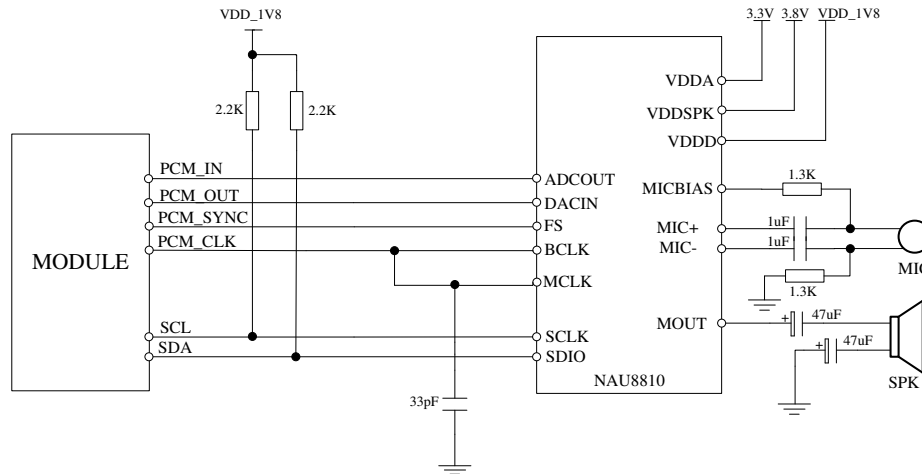 VDD_1V8
3.3V 3.8V VDD_1V8
2.2K
2.2K
MODULE
PCM_IN
PCM_OUT
PCM_SYNC
PCM_CLK
SCL
SDA
33pF
ADCOUT
DACIN
FS
BCLK
MCLK
SCLK
SDIO
NAU8810
VDDA
VDDSPK
VDDD
MICBIAS
MIC+
MIC-
MOUT
1.3K
1uF
1uF
1.3K
MIC
+ 47uF
+ 47uF
SPK